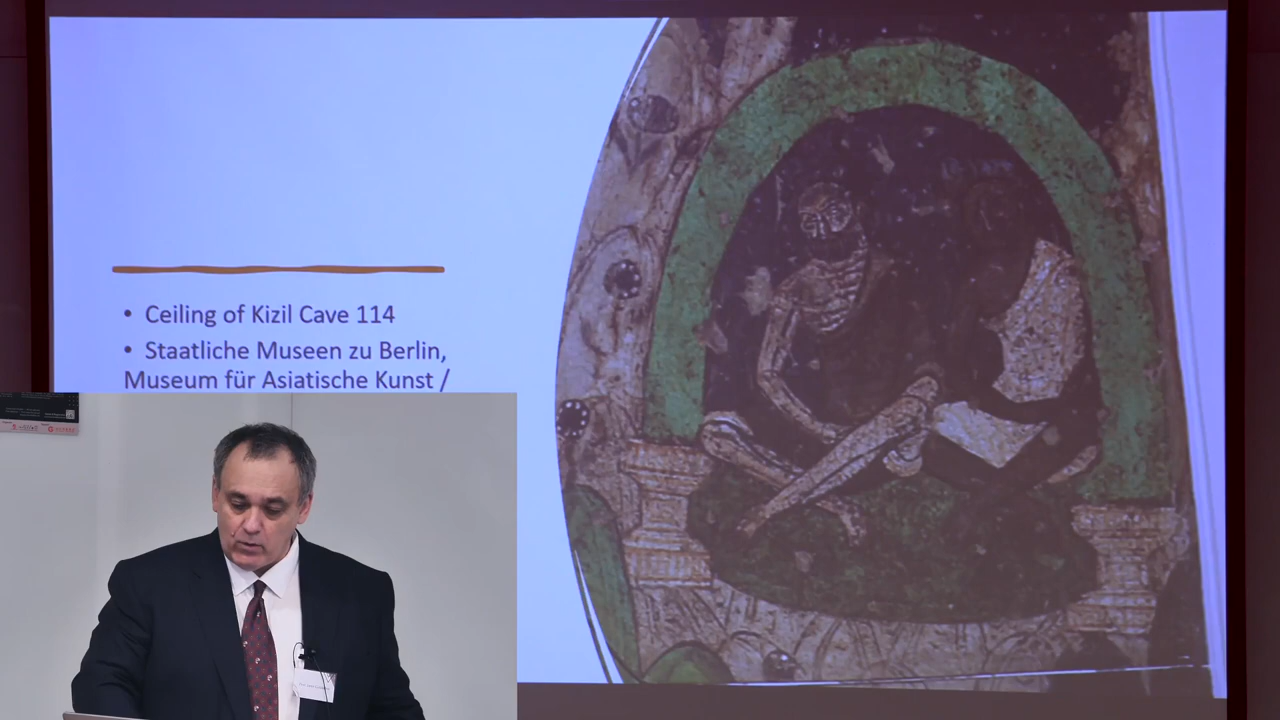 • Ceiling of Kizil Cave 114
• Staatliche Museen zu Berlin,
Museum für Asiatische Kunst /